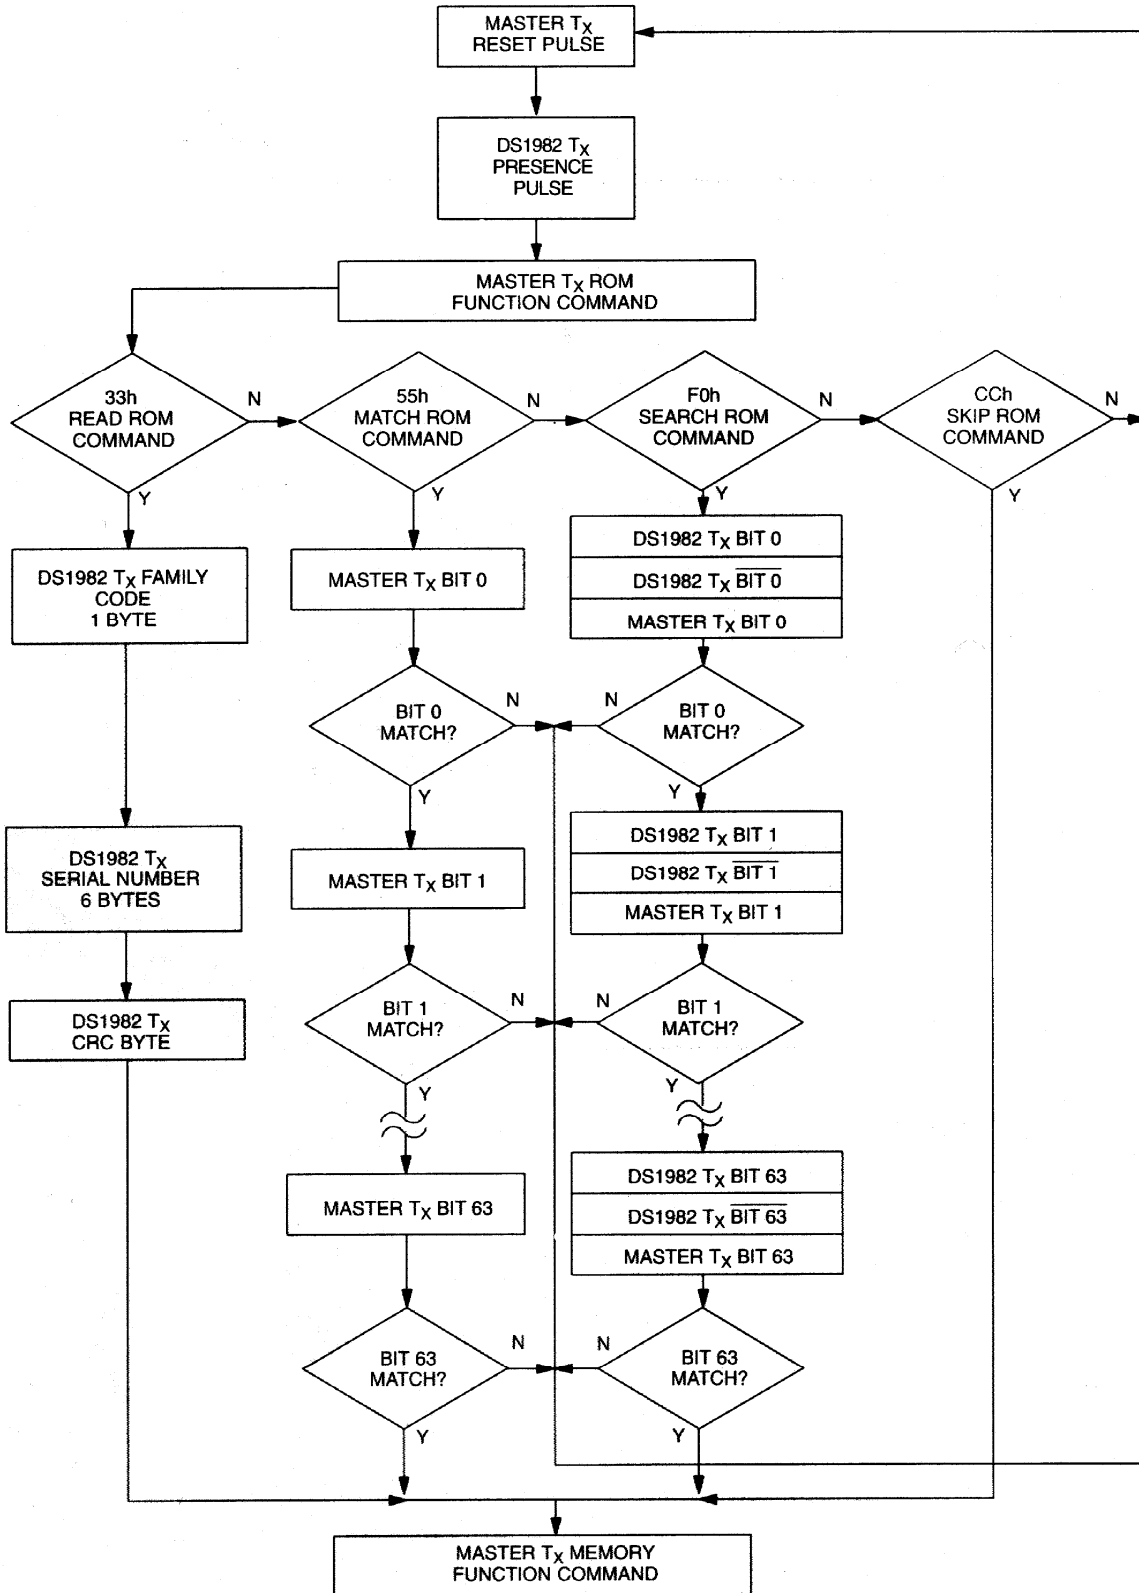 MASTER TX
RESET PULSE
DS1982 TX
PRESENCE
PULSE
MASTER TX ROM
FUNCTION COMMAND
33h
READ ROM
COMMAND
N
Y
55h
MATCH ROM
COMMAND
N
Y
F0h
SEARCH ROM
COMMAND
N
Y
CCh
SKIP ROM
COMMAND
N
Y
DS1982 TX FAMILY
CODE
1 BYTE
DS1982 TX
SERIAL NUMBER
6 BYTES
DS1982 TX
CRC BYTE
MASTER TX BIT 0
BIT 0
MATCH?
N
Y
MASTER TX BIT 1
BIT 1
MATCH?
N
Y
MASTER TX BIT 63
BIT 63
MATCH?
N
Y
DS1982 TX BIT 0
DS1982 TX BIT 0
MASTER TX BIT 0
BIT 0
MATCH?
N
Y
DS1982 TX BIT 1
DS1982 TX BIT 1
MASTER TX BIT 1
BIT 1
MATCH?
N
Y
DS1982 TX BIT 63
DS1982 TX BIT 63
MASTER TX BIT 63
BIT 63
MATCH?
N
Y
MASTER TX MEMORY
FUNCTION COMMAND